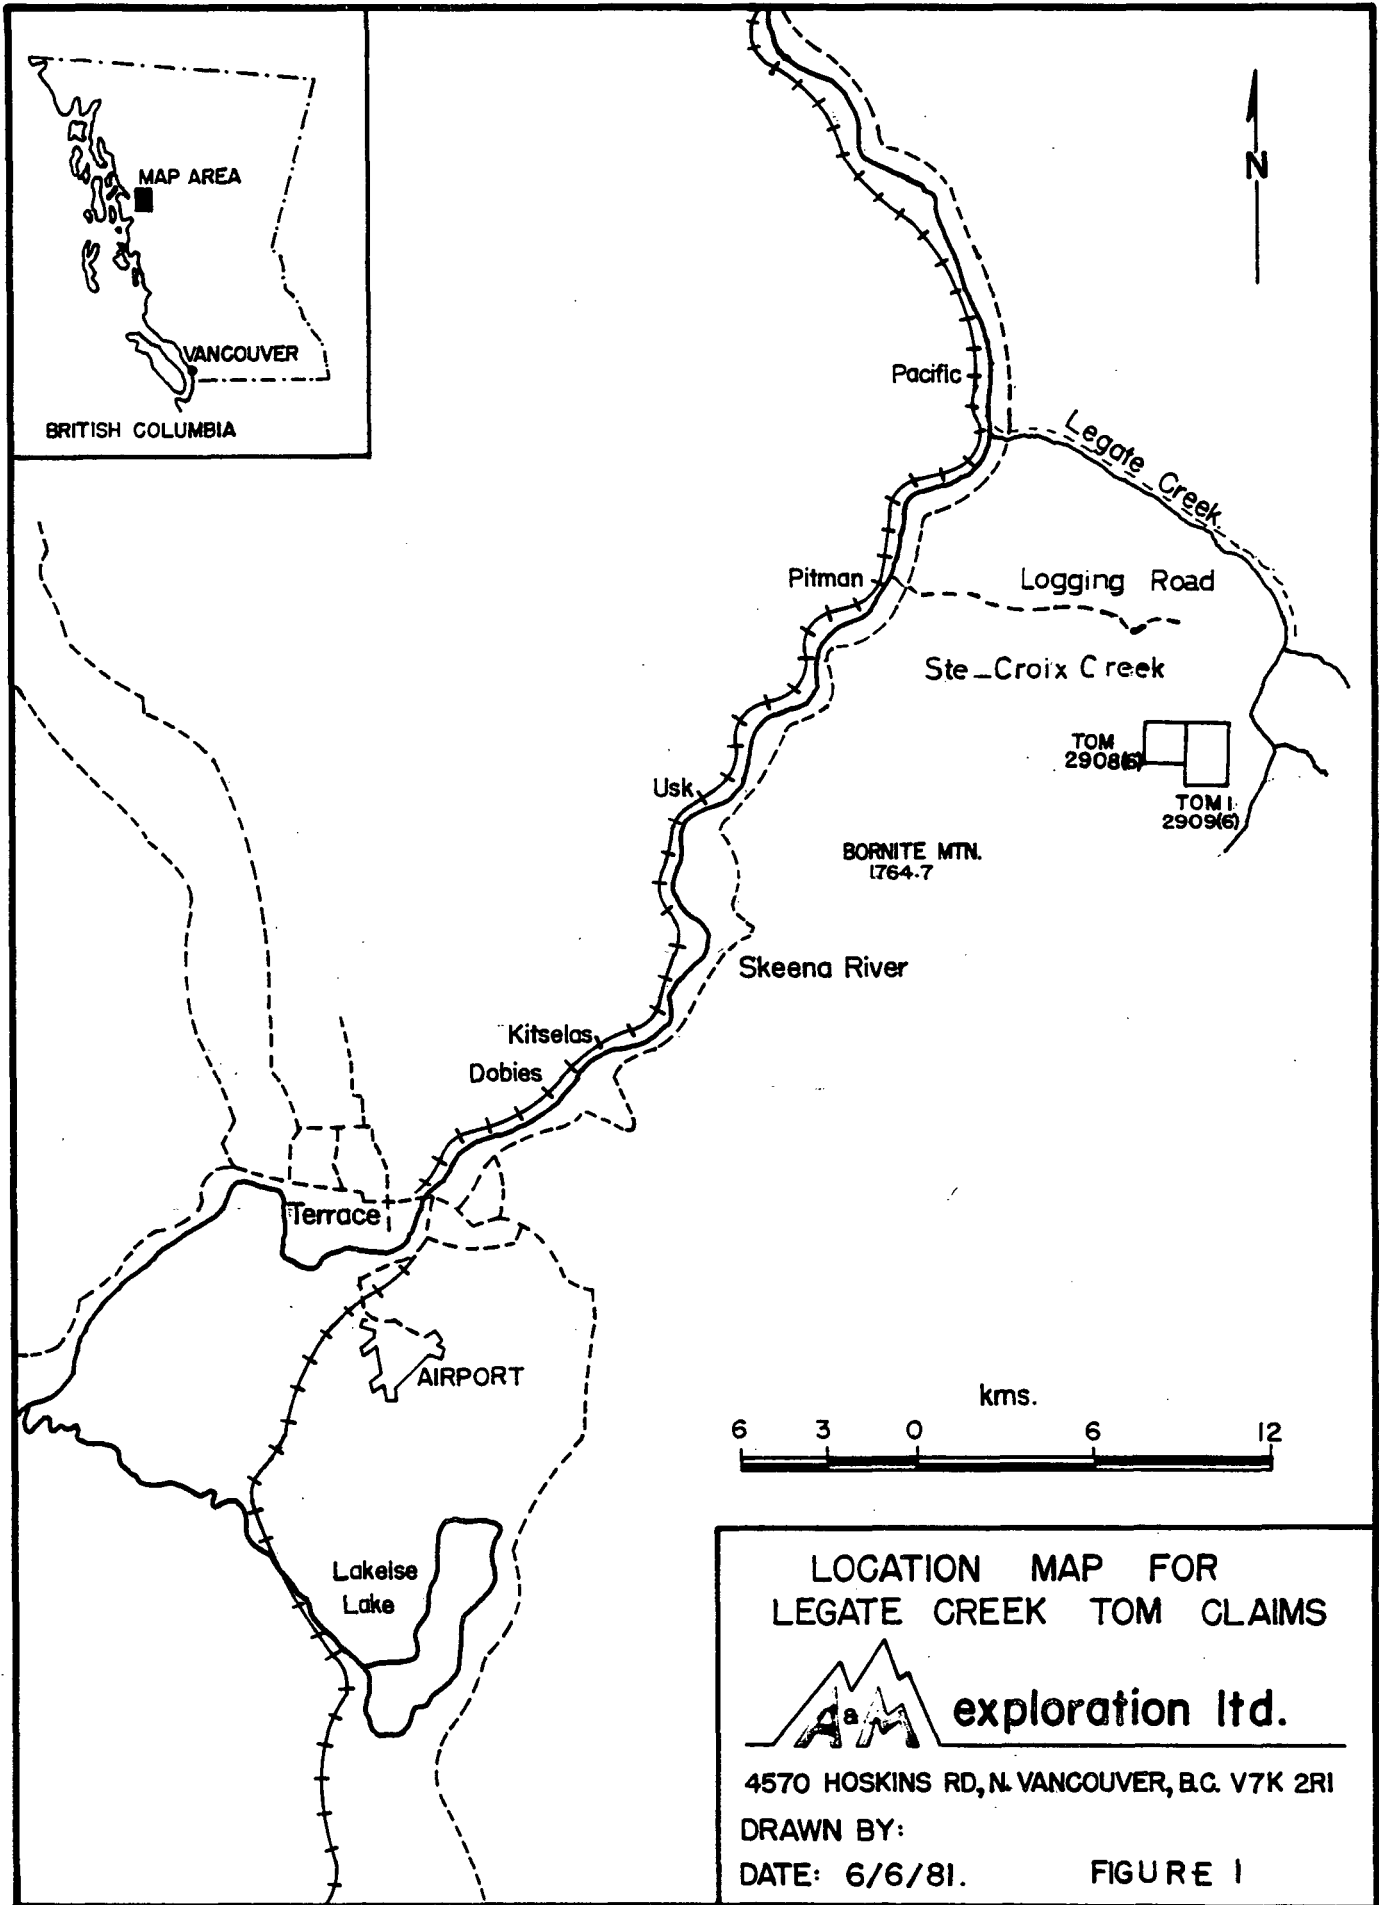 MAP AREA
VANCOUVER
BRITISH COLUMBIA
N
Pacific
Legate Creek
Pitman
Logging Road
Ste-Croix Creek
TOM
2908(6)
TOM 1
2909(6)
Usk
BORNITE MTN.
1764.7
Skeena River
Kitselas
Dobies
Terrace
AIRPORT
kms.
6 3 0 6 12
Lakelse
Lake
LOCATION MAP FOR
LEGATE CREEK TOM CLAIMS
A a M exploration ltd.
4570 HOSKINS RD, N. VANCOUVER, B.C. V7K 2R1
DRAWN BY:
DATE: 6/6/81. FIGURE 1